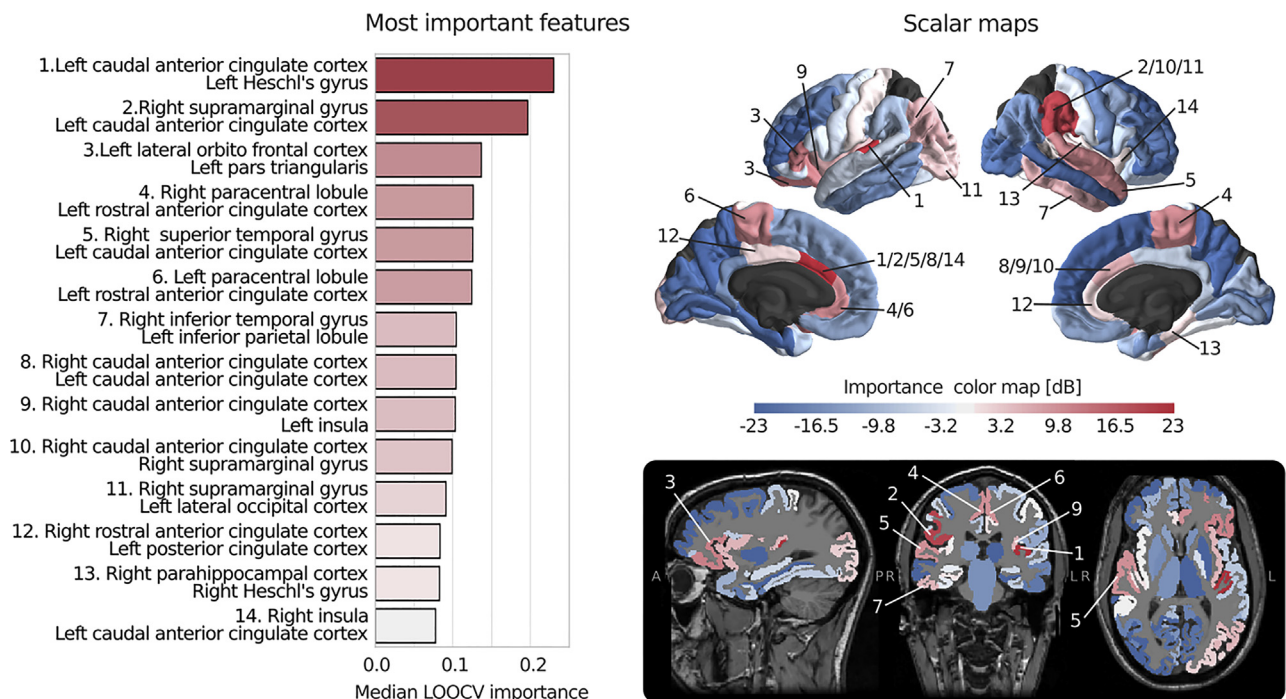 Most important features
1.Left caudal anterior cingulate cortex
Left Heschl's gyrus
2.Right supramarginal gyrus
Left caudal anterior cingulate cortex
3.Left lateral orbito frontal cortex
Left pars triangularis
4. Right paracentral lobule
Left rostral anterior cingulate cortex
5. Right superior temporal gyrus
Left caudal anterior cingulate cortex
6. Left paracentral lobule
Left rostral anterior cingulate cortex
7. Right inferior temporal gyrus
Left inferior parietal lobule
8. Right caudal anterior cingulate cortex
Left caudal anterior cingulate cortex
9. Right caudal anterior cingulate cortex
Left insula
10. Right caudal anterior cingulate cortex
Right supramarginal gyrus
11. Right supramarginal gyrus
Left lateral occipital cortex
12. Right rostral anterior cingulate cortex
Left posterior cingulate cortex
13. Right parahippocampal cortex
Right Heschl's gyrus
14. Right insula
Left caudal anterior cingulate cortex
0.0 0.1 0.2
Median LOOCV importance
Scalar maps
9 7
3
3
1 11
2/10/11
14
13 5
7
6
12
1/2/5/8/14
4/6
4
8/9/10
12
13
Importance color map [dB]
-23 -16.5 -9.8 -3.2 3.2 9.8 16.5 23
3
A P
4 6
2
5 9
1
7
R L
5
R L